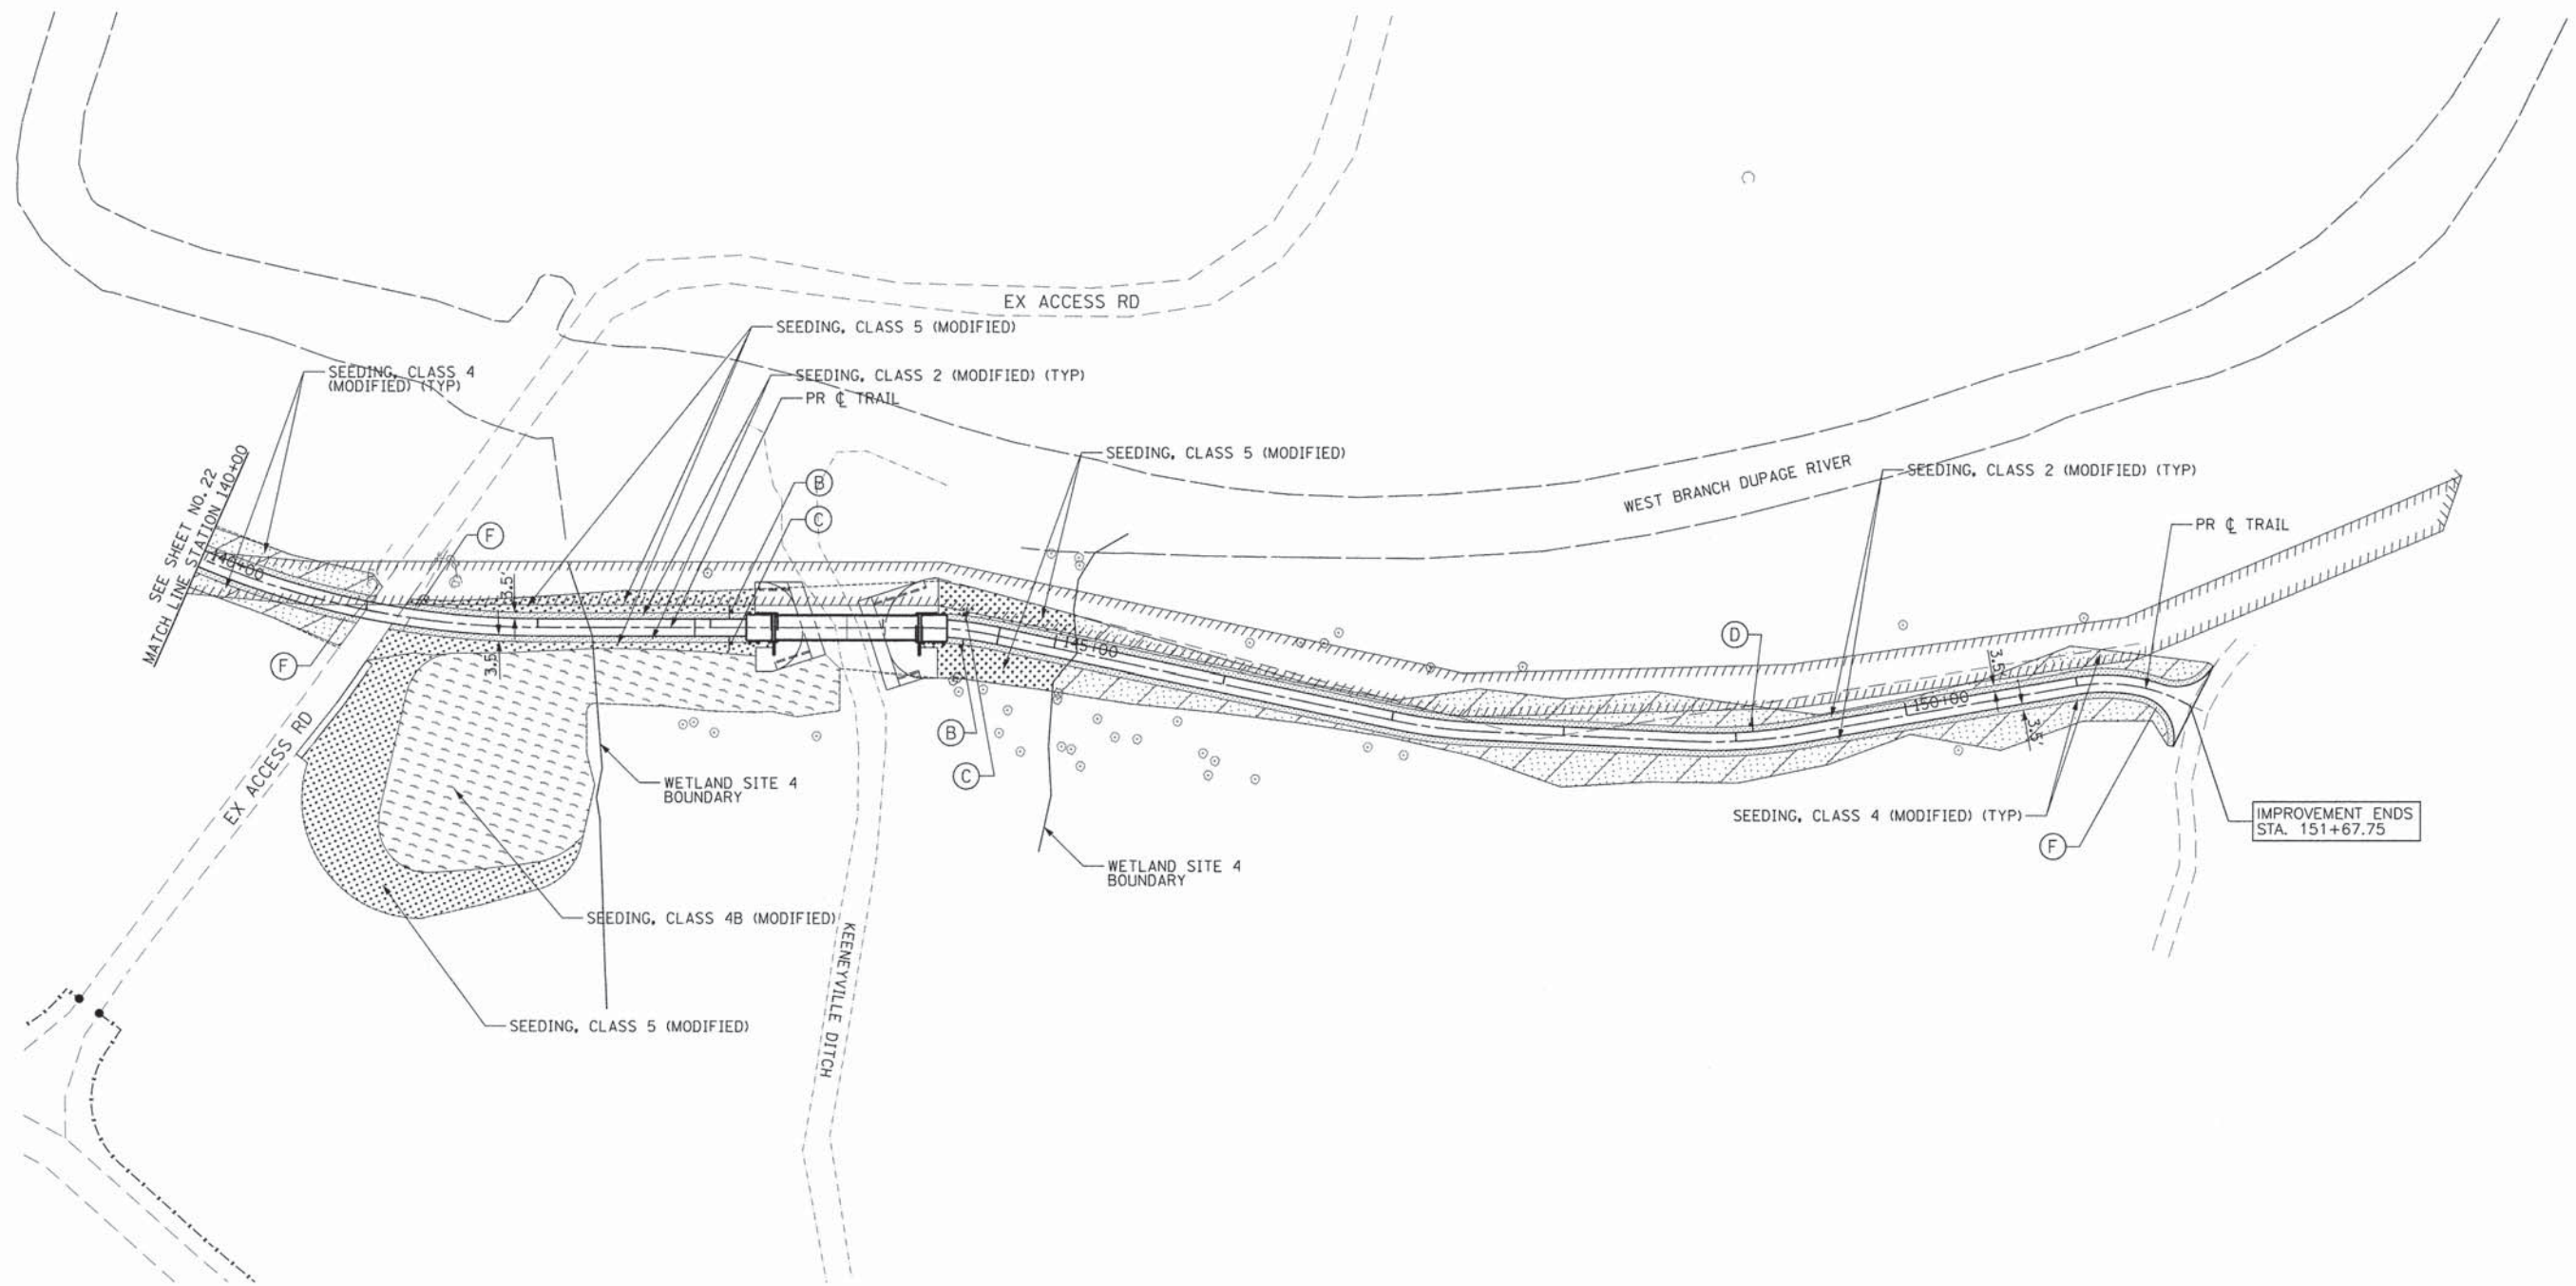 EX ACCESS RD
SEEDING, CLASS 5 (MODIFIED)
SEEDING, CLASS 4
(MODIFIED) (TYP)
SEEDING, CLASS 2 (MODIFIED) (TYP)
PR ℄ TRAIL
SEEDING, CLASS 5 (MODIFIED)
WEST BRANCH DUPAGE RIVER
SEEDING, CLASS 2 (MODIFIED) (TYP)
PR ℄ TRAIL
SEE SHEET NO. 22
MATCH LINE STATION 140+00
B
C
F
140+00
3.5'
3.5'
F
145+00
D
3.5'
150+00
3.5'
B
C
EX ACCESS RD
WETLAND SITE 4
BOUNDARY
SEEDING, CLASS 4 (MODIFIED) (TYP)
F
IMPROVEMENT ENDS
STA. 151+67.75
WETLAND SITE 4
BOUNDARY
SEEDING, CLASS 4B (MODIFIED)
KEENEYVILLE DITCH
SEEDING, CLASS 5 (MODIFIED)